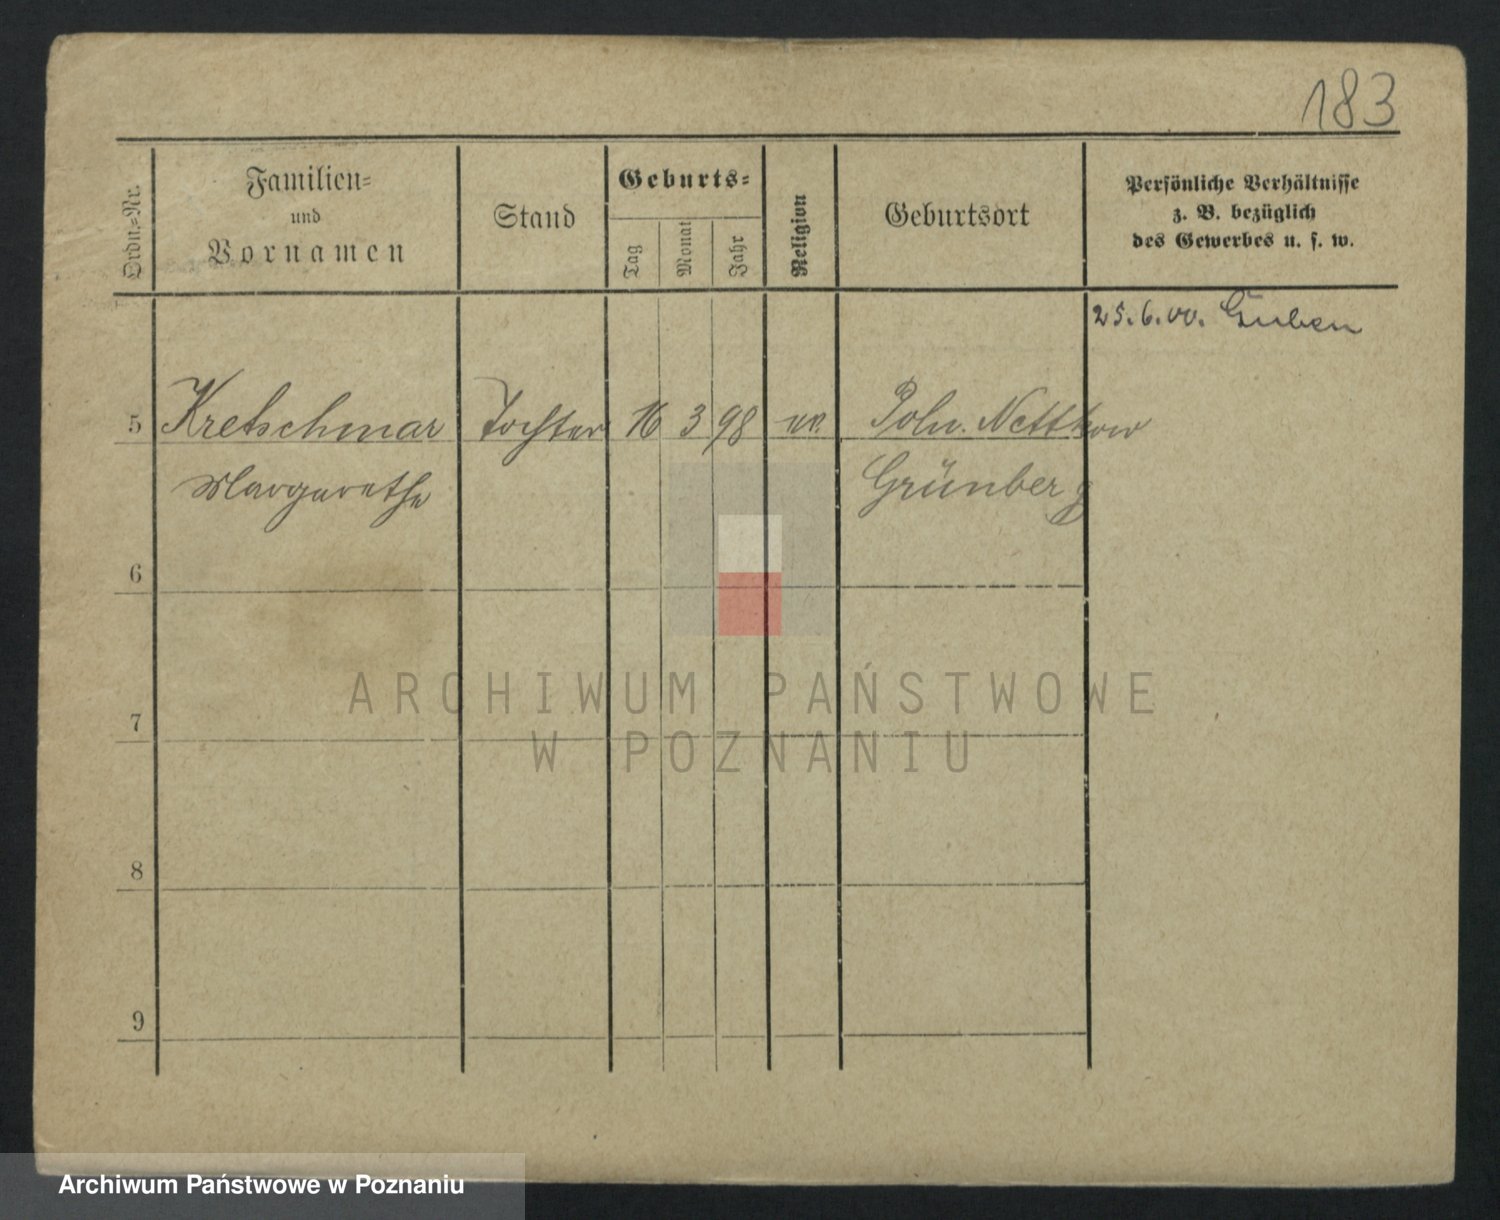 183
Ordn.-Nr.
Familien-
und
Vornamen
Stand
Geburts-
Tag
Monat
Jahr
Religion
Geburtsort
Persönliche Verhältnisse
z. B. bezüglich
des Gewerbes u. s. w.
25.6.00. Guben
5 Kretschmar Tochter 16 3 98 ev. Poln. Nettkow
Margarethe Grünberg
6
7
8
9
ARCHIWUM PAŃSTWOWE
W POZNANIU
Archiwum Państwowe w Poznaniu